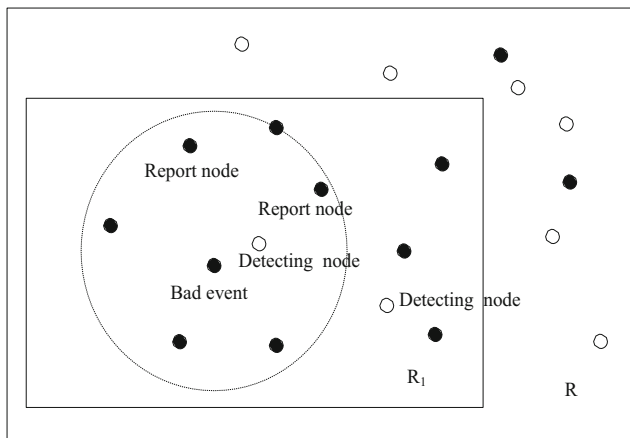 Report node
Report node
Detecting node
Bad event
Detecting node
R₁
R